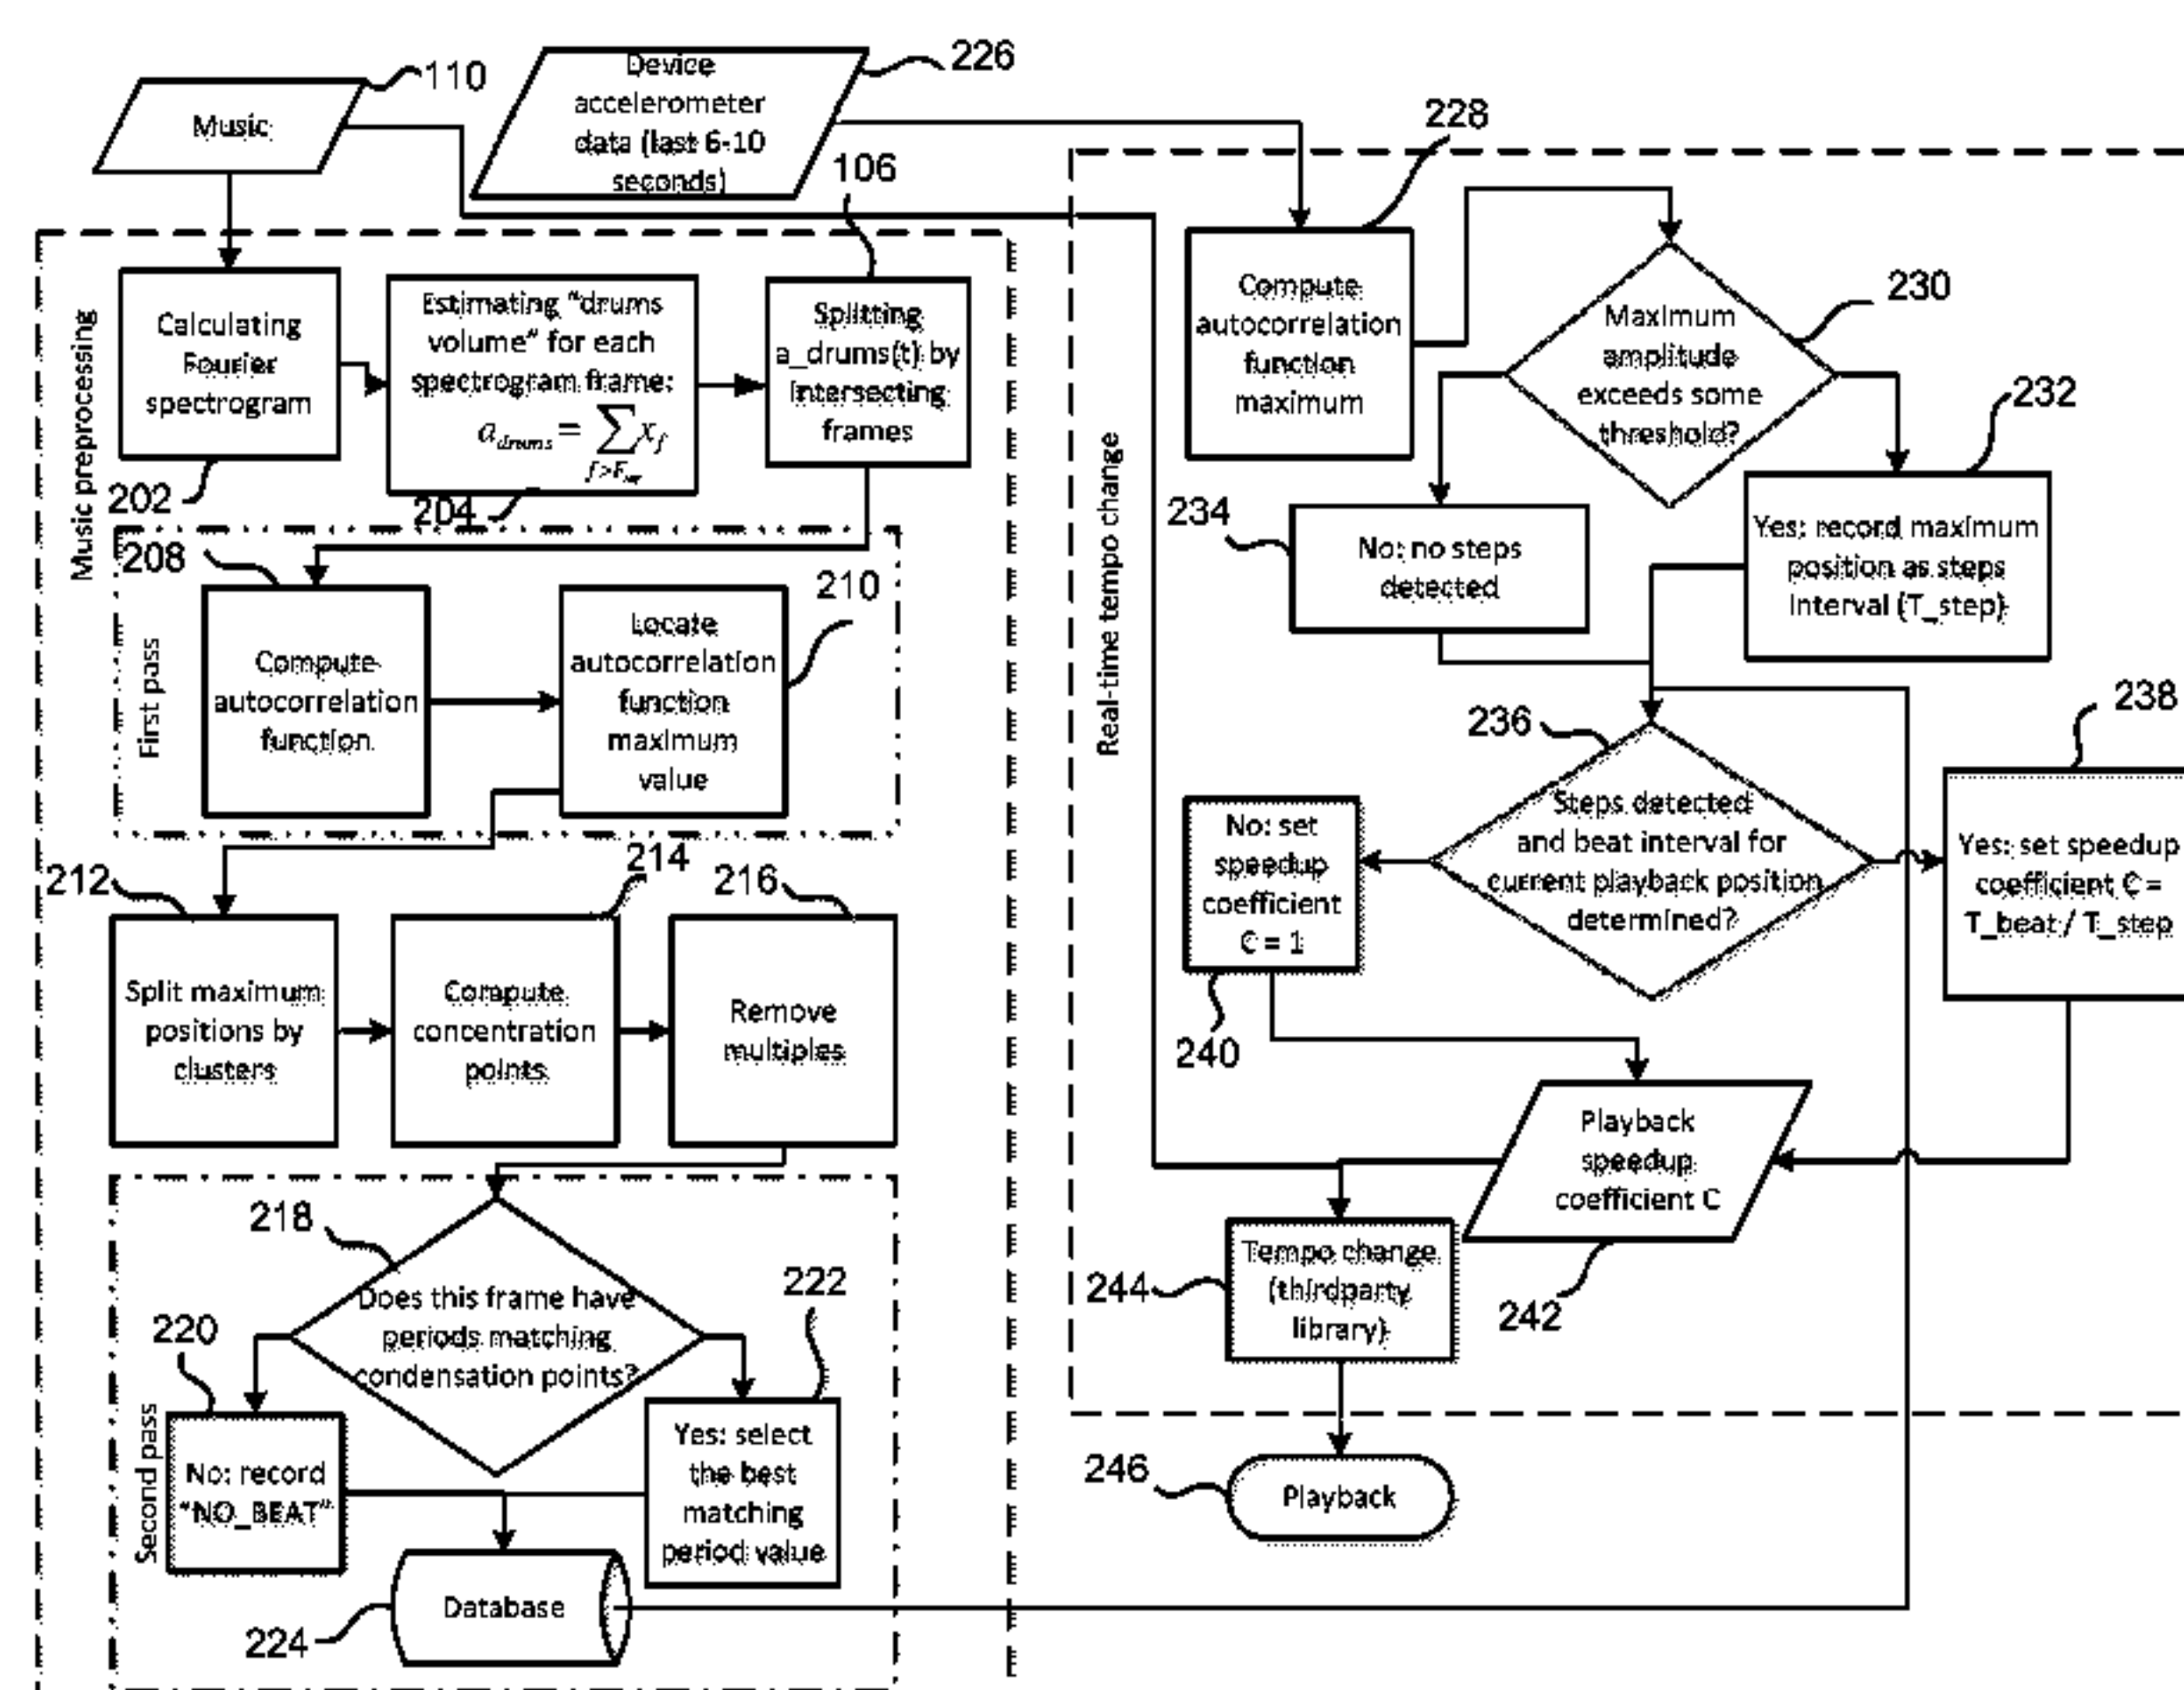 110
Music
226
Device
accelerometer
data (last 6-10
seconds)
106
228
Music preprocessing
Calculating
Fourier
spectrogram
202
Estimating "drums
volume" for each
spectrogram frame:
a_drums = ∑ x_f
204
Splitting
a_drums(t) by
intersecting
frames
First pass
208
Compute
autocorrelation
function
210
Locate
autocorrelation
function
maximum
value
212
Split maximum
positions by
clusters
214
Compute
concentration
points
216
Remove
multiples
Second pass
218
Does this frame have
periods matching
condensation points?
220
No: record
"NO_BEAT"
222
Yes: select
the best
matching
period value
224
Database
Real-time tempo change
Compute
autocorrelation
function
maximum
230
Maximum
amplitude
exceeds some
threshold?
232
Yes: record maximum
position as steps
interval (T_step)
234
No: no steps
detected
236
Steps detected
and beat interval for
current playback position
determined?
238
Yes: set speedup
coefficient C =
T_beat / T_step
No: set
speedup
coefficient
C = 1
240
Playback
speedup
coefficient C
242
244
Tempo change
(thirdparty
library)
246
Playback